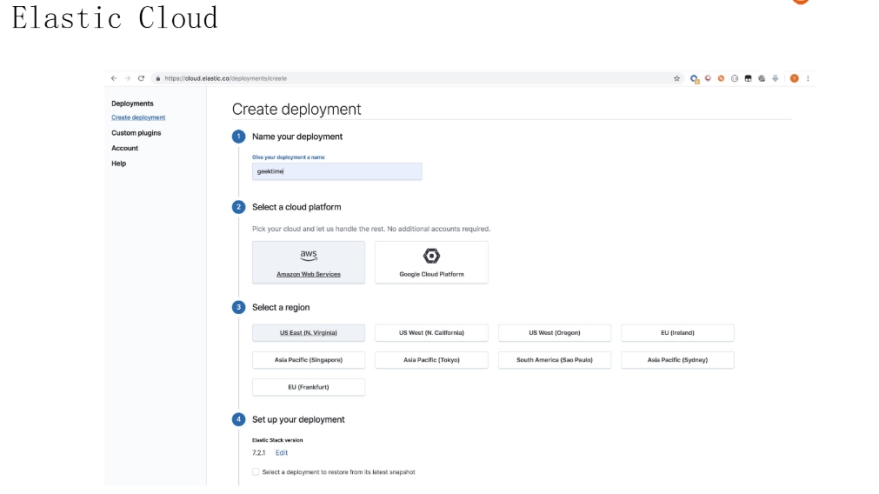 Elastic Cloud
https://cloud.elastic.co/deployments/create
Deployments
Create deployment
Custom plugins
Account
Help
Create deployment
1 Name your deployment
Give your deployment a name
geektime
2 Select a cloud platform
Pick your cloud and let us handle the rest. No additional accounts required.
aws
Amazon Web Services
Google Cloud Platform
3 Select a region
US East (N. Virginia) US West (N. California) US West (Oregon) EU (Ireland)
Asia Pacific (Singapore) Asia Pacific (Tokyo) South America (Sao Paulo) Asia Pacific (Sydney)
EU (Frankfurt)
4 Set up your deployment
Elastic Stack version
7.2.1 Edit
Select a deployment to restore from its latest snapshot